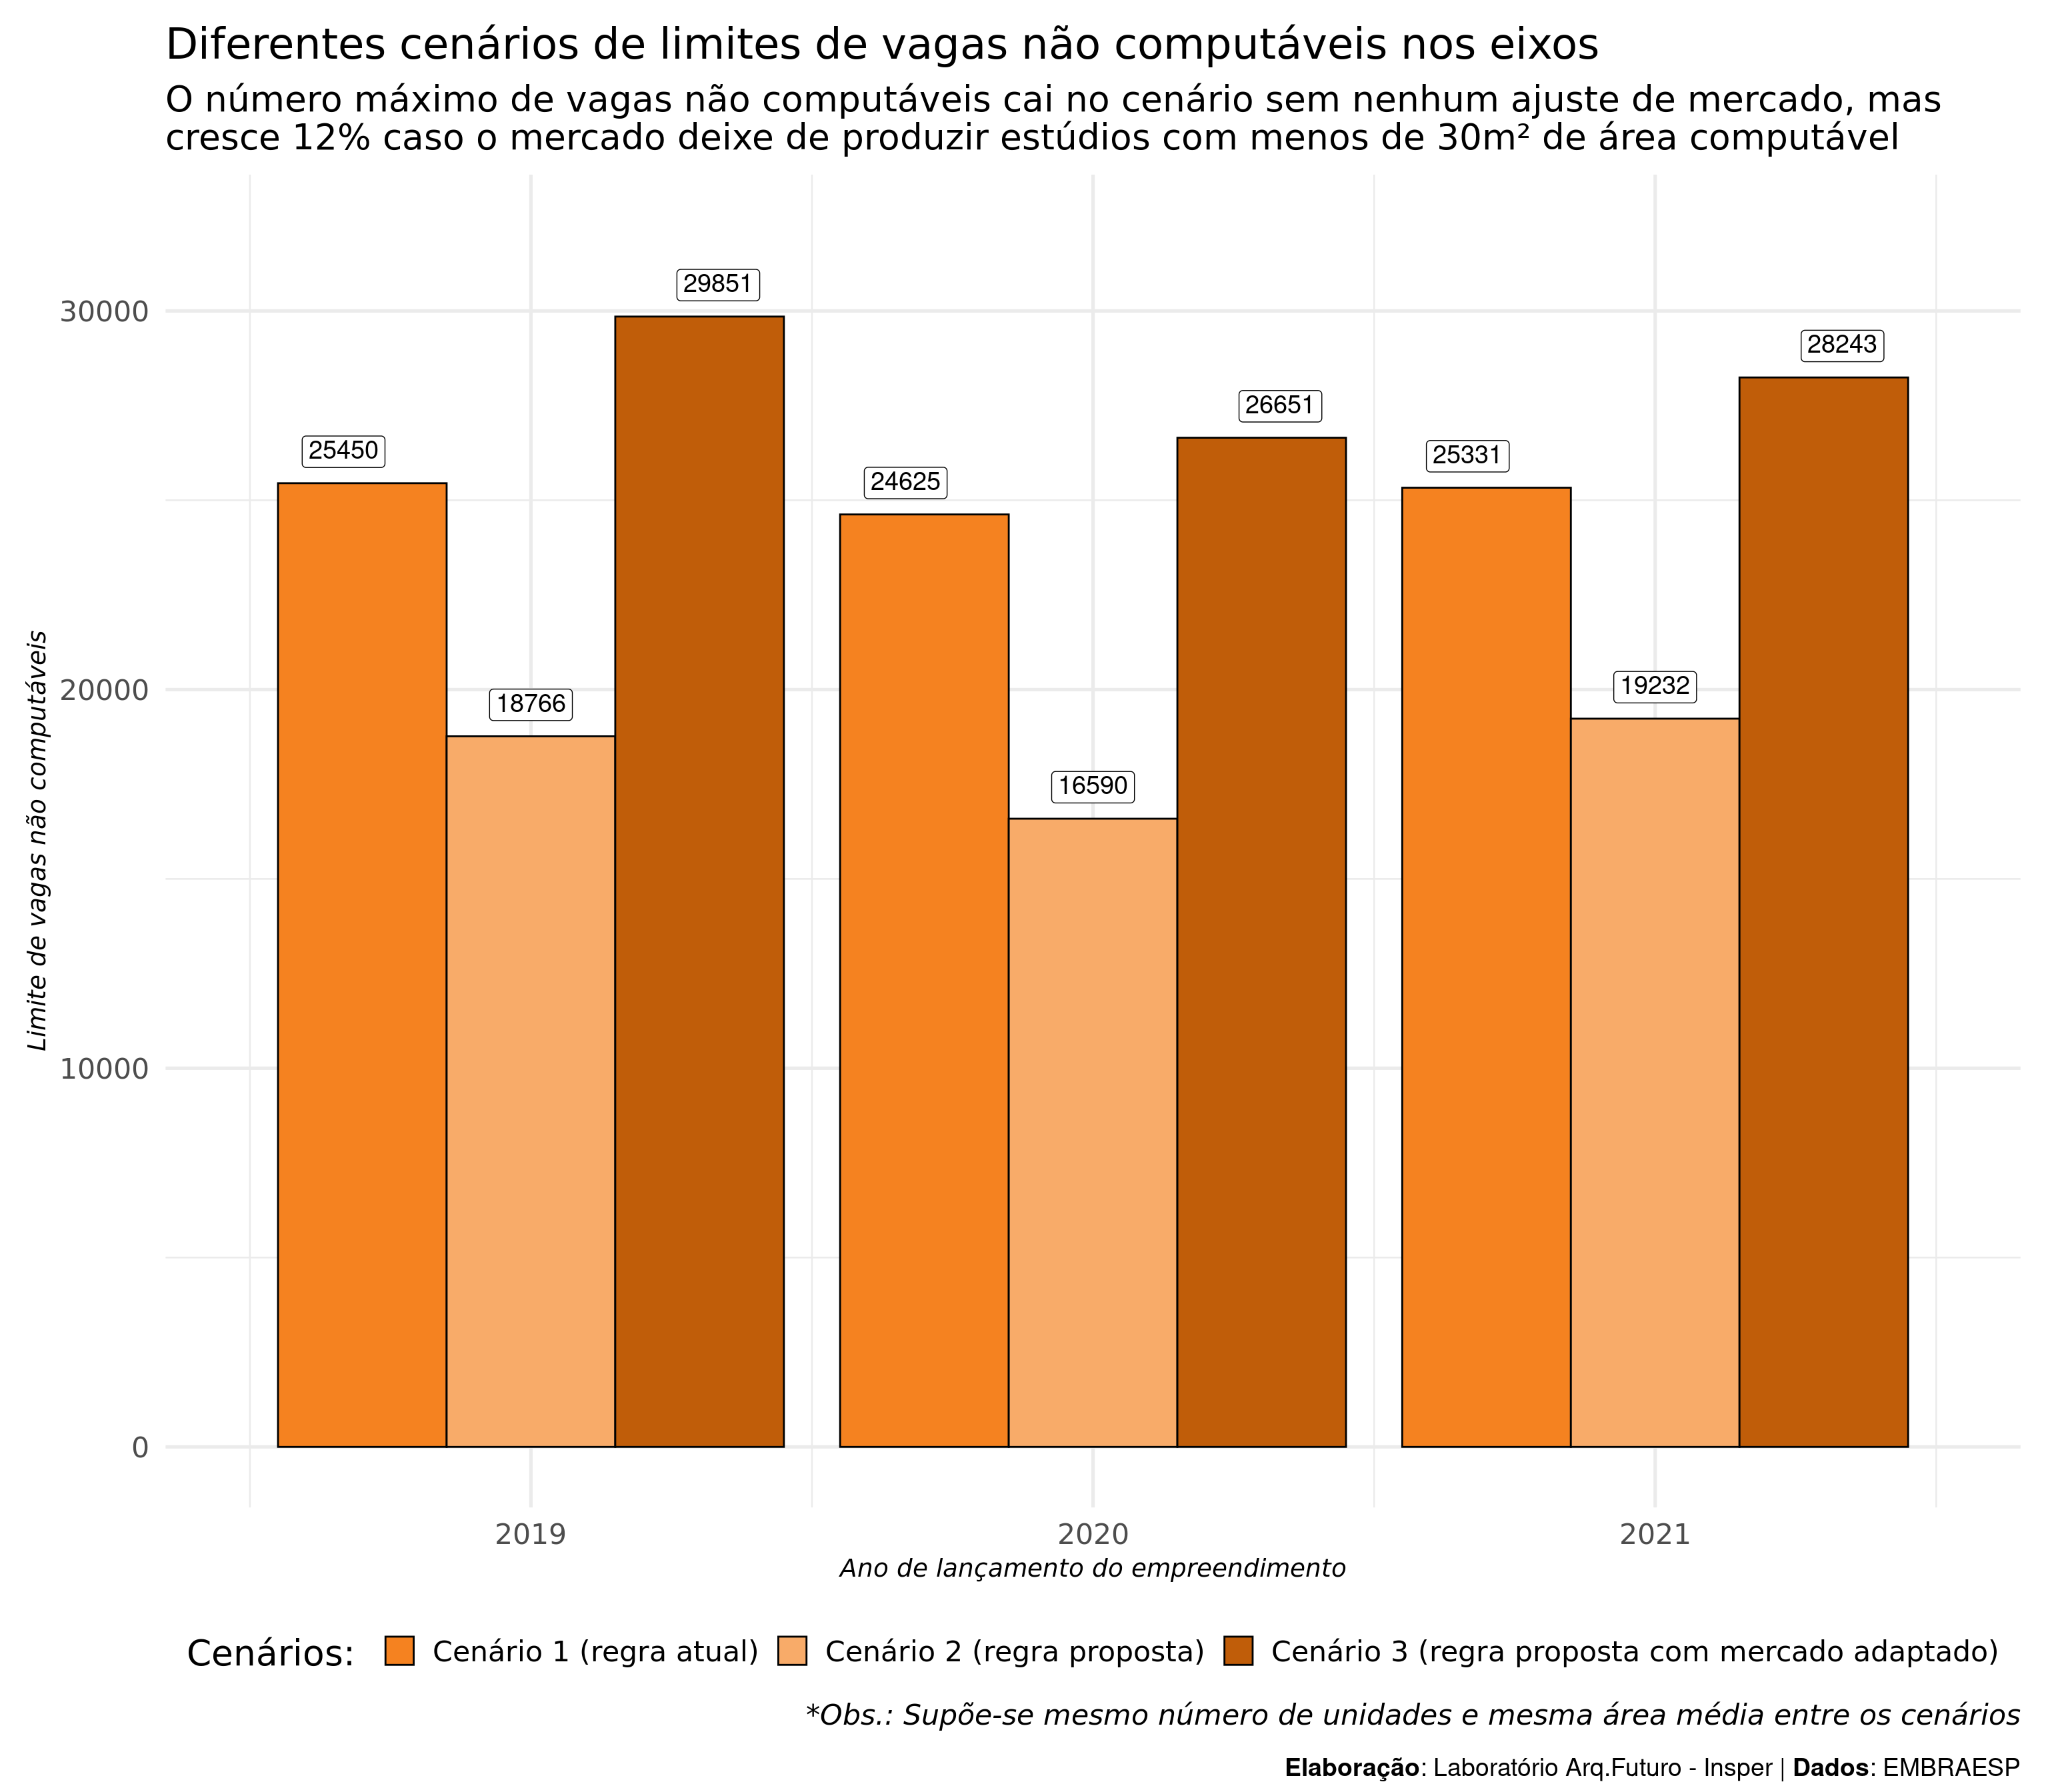 Diferentes cenários de limites de vagas não computáveis nos eixos
O número máximo de vagas não computáveis cai no cenário sem nenhum ajuste de mercado, mas
cresce 12% caso o mercado deixe de produzir estúdios com menos de 30m² de área computável
Limite de vagas não computáveis
30000
20000
10000
0
25450
18766
29851
24625
16590
26651
25331
19232
28243
2019
2020
2021
Ano de lançamento do empreendimento
Cenários: Cenário 1 (regra atual) Cenário 2 (regra proposta) Cenário 3 (regra proposta com mercado adaptado)
*Obs.: Supõe-se mesmo número de unidades e mesma área média entre os cenários
Elaboração: Laboratório Arq.Futuro - Insper | Dados: EMBRAESP